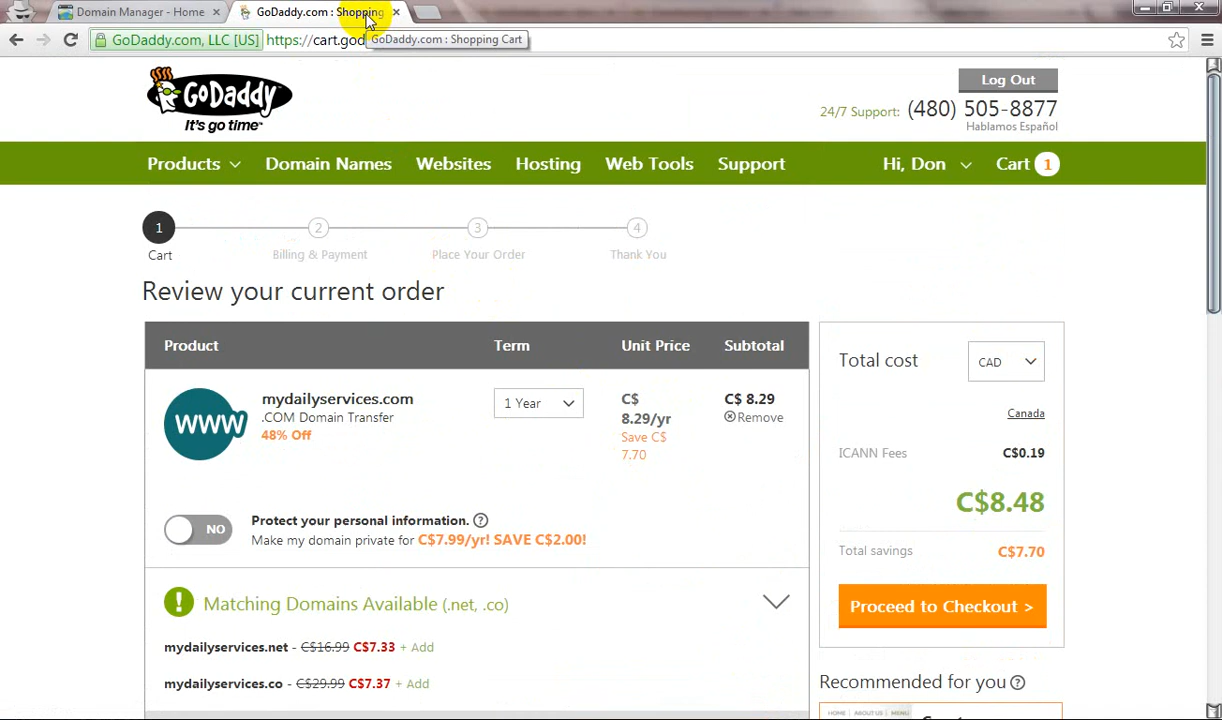 Domain Manager - Home
GoDaddy.com : Shopping
GoDaddy.com, LLC [US] https://cart.god
GoDaddy.com : Shopping Cart
GoDaddy
It's go time™
Log Out
24/7 Support: (480) 505-8877
Hablamos Español
Products Domain Names Websites Hosting Web Tools Support Hi, Don Cart 1
1 2 3 4
Cart Billing & Payment Place Your Order Thank You
Review your current order
Product Term Unit Price Subtotal
WWW
mydailyservices.com
.COM Domain Transfer
48% Off
1 Year
C$
8.29/yr
Save C$
7.70
C$ 8.29
Remove
NO
Protect your personal information. ?
Make my domain private for C$7.99/yr! SAVE C$2.00!
! Matching Domains Available (.net, .co)
mydailyservices.net - C$16.99 C$7.33 + Add
mydailyservices.co - C$29.99 C$7.37 + Add
Total cost CAD
Canada
ICANN Fees C$0.19
C$8.48
Total savings C$7.70
Proceed to Checkout >
Recommended for you ?
HOME ABOUT US MENU